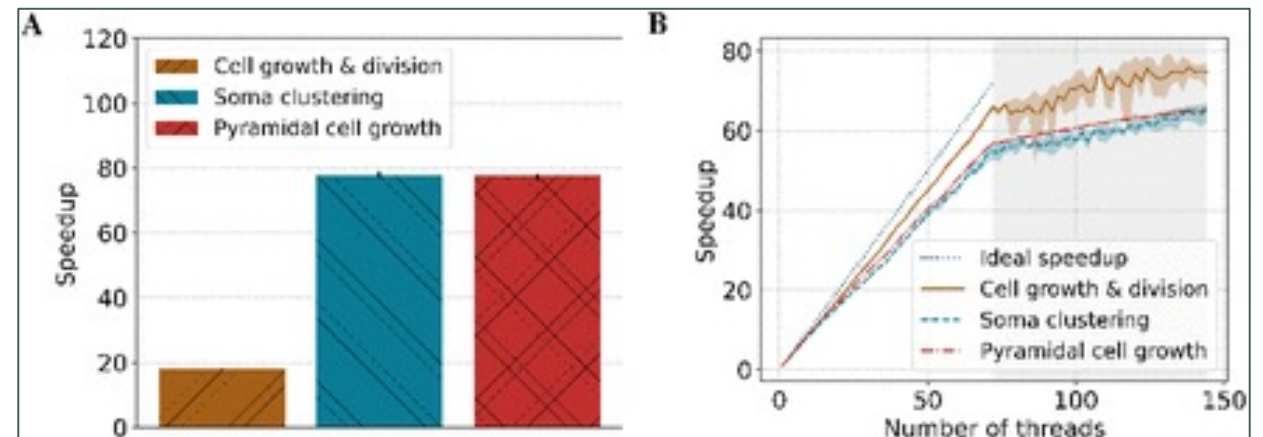 A
120
100
80
60
40
20
0
Speedup
Cell growth & division
Soma clustering
Pyramidal cell growth
B
80
60
40
20
0
Speedup
Ideal speedup
Cell growth & division
Soma clustering
Pyramidal cell growth
0 50 100 150
Number of threads